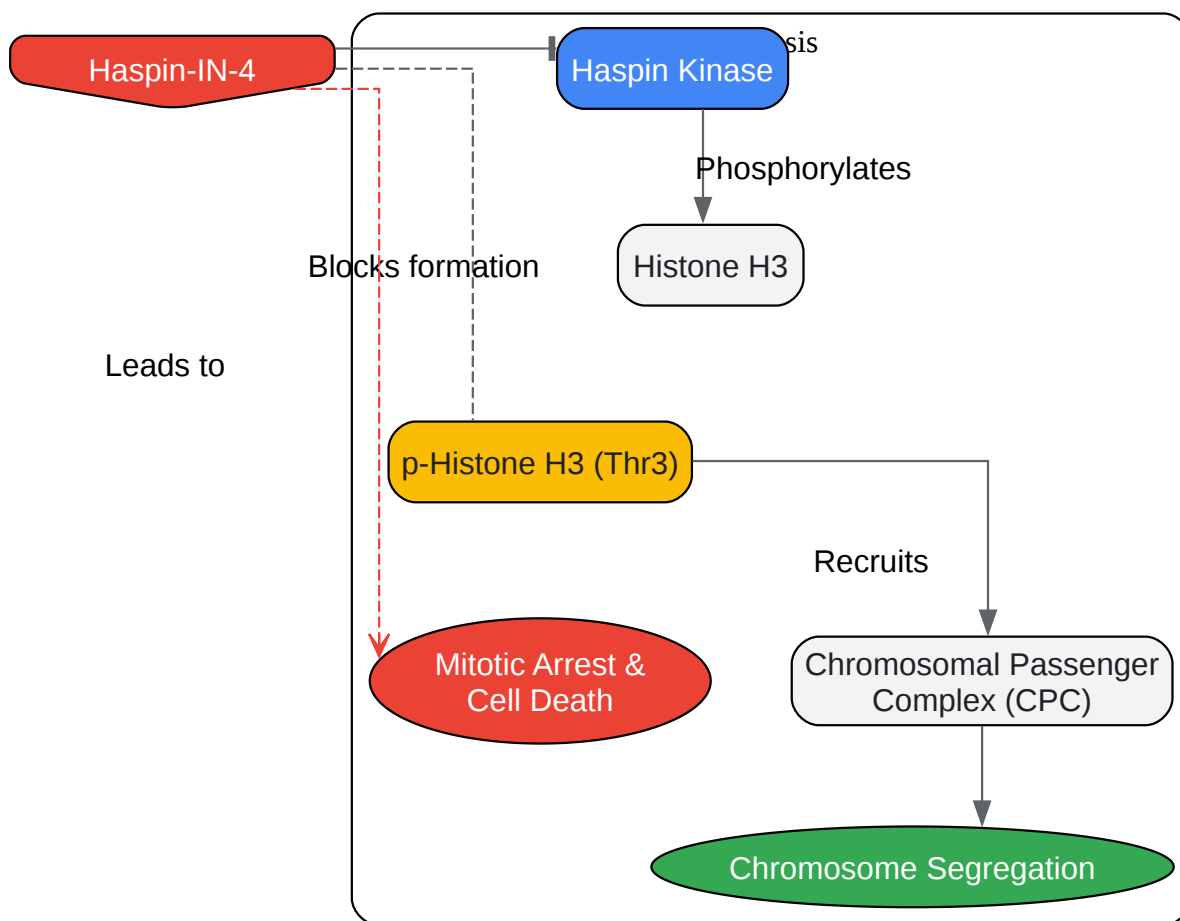 Haspin-IN-4
Haspin Kinase
Phosphorylates
Histone H3
Blocks formation
Leads to
p-Histone H3 (Thr3)
Recruits
Mitotic Arrest &
Cell Death
Chromosomal Passenger
Complex (CPC)
Chromosome Segregation